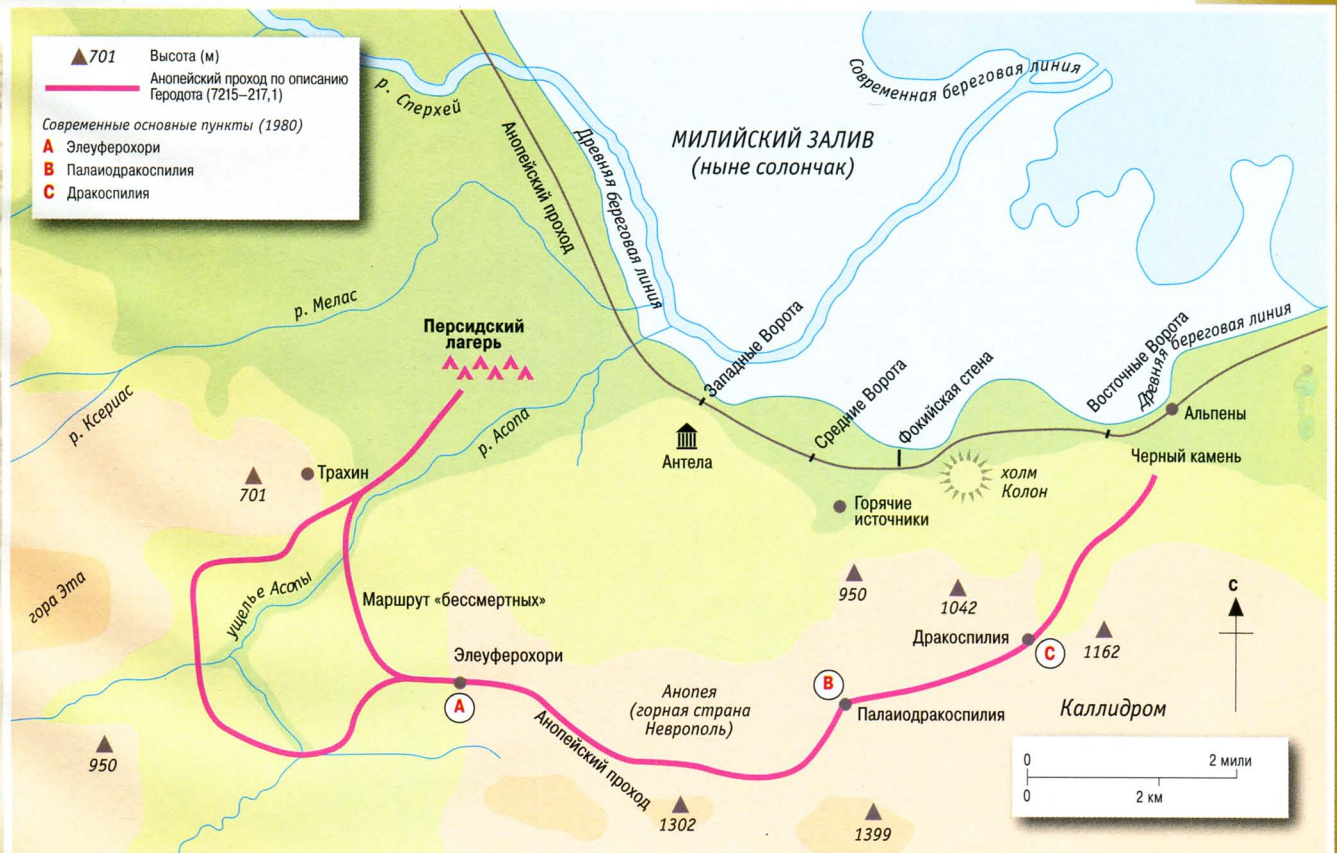 701 Высота (м)
Анопейский проход по описанию
Геродота (7215–217,1)
Современные основные пункты (1980)
A Элеуферохори
B Палаиодракоспилия
C Дракоспилия
р. Сперхей
Анопейский проход
Древняя береговая линия
МИЛИЙСКИЙ ЗАЛИВ
(ныне солончак)
Современная береговая линия
р. Мелас
р. Ксериас
Персидский
лагерь
р. Асопа
Западные Ворота
Средние Ворота
Фокийская стена
Восточные Ворота
Древняя береговая линия
Альпены
Черный камень
Антела
холм
Колон
Горячие
источники
Трахин
701
гора Эта
ущелье Асопы
Маршрут «бессмертных»
950
1042
1162
Дракоспилия
C
Элеуферохори
A
Анопея
(горная страна
Неврополь)
B
Палаиодракоспилия
Каллидром
С
Анопейский проход
950
1302
1399
0 2 мили
0 2 км